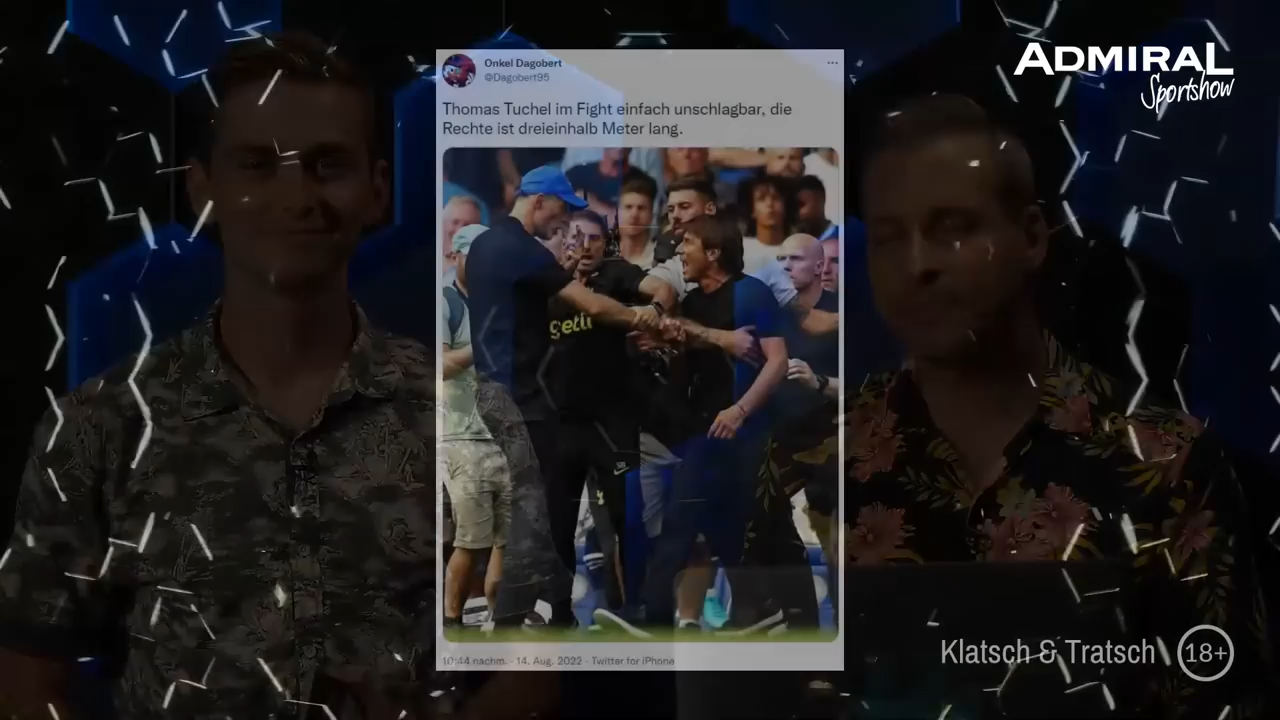 ADMIRAL
Sportshow
Onkel Dagobert
@Dagobert95
Thomas Tuchel im Fight einfach unschlagbar, die
Rechte ist dreieinhalb Meter lang.
getir
10:44 nachm. · 14. Aug. 2022 · Twitter for iPhone
Klatsch & Tratsch
18+